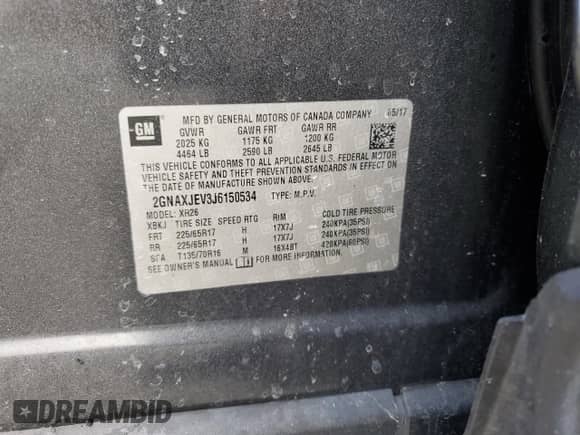 GM
MFD BY GENERAL MOTORS OF CANADA COMPANY 05/17
GVWR GAWR FRT GAWR RR
2025 KG 1175 KG 1200 KG
4464 LB 2590 LB 2645 LB
THIS VEHICLE CONFORMS TO ALL APPLICABLE U.S. FEDERAL MOTOR
VEHICLE SAFETY AND THEFT PREVENTION STANDARDS IN EFFECT ON
THE DATE OF MANUFACTURE SHOWN ABOVE.
2GNAXJEV3J6150534 TYPE: M.P.V.
MODEL: XR26
XBKJ TIRE SIZE SPEED RTG RIM COLD TIRE PRESSURE
FRT 225/65R17 H 17X7J 240KPA(35PSI)
RR 225/65R17 H 17X7J 240KPA(35PSI)
SPA T135/70R16 M 16X4BT 420KPA(60PSI)
SEE OWNER'S MANUAL FOR MORE INFORMATION.
DREAMBID